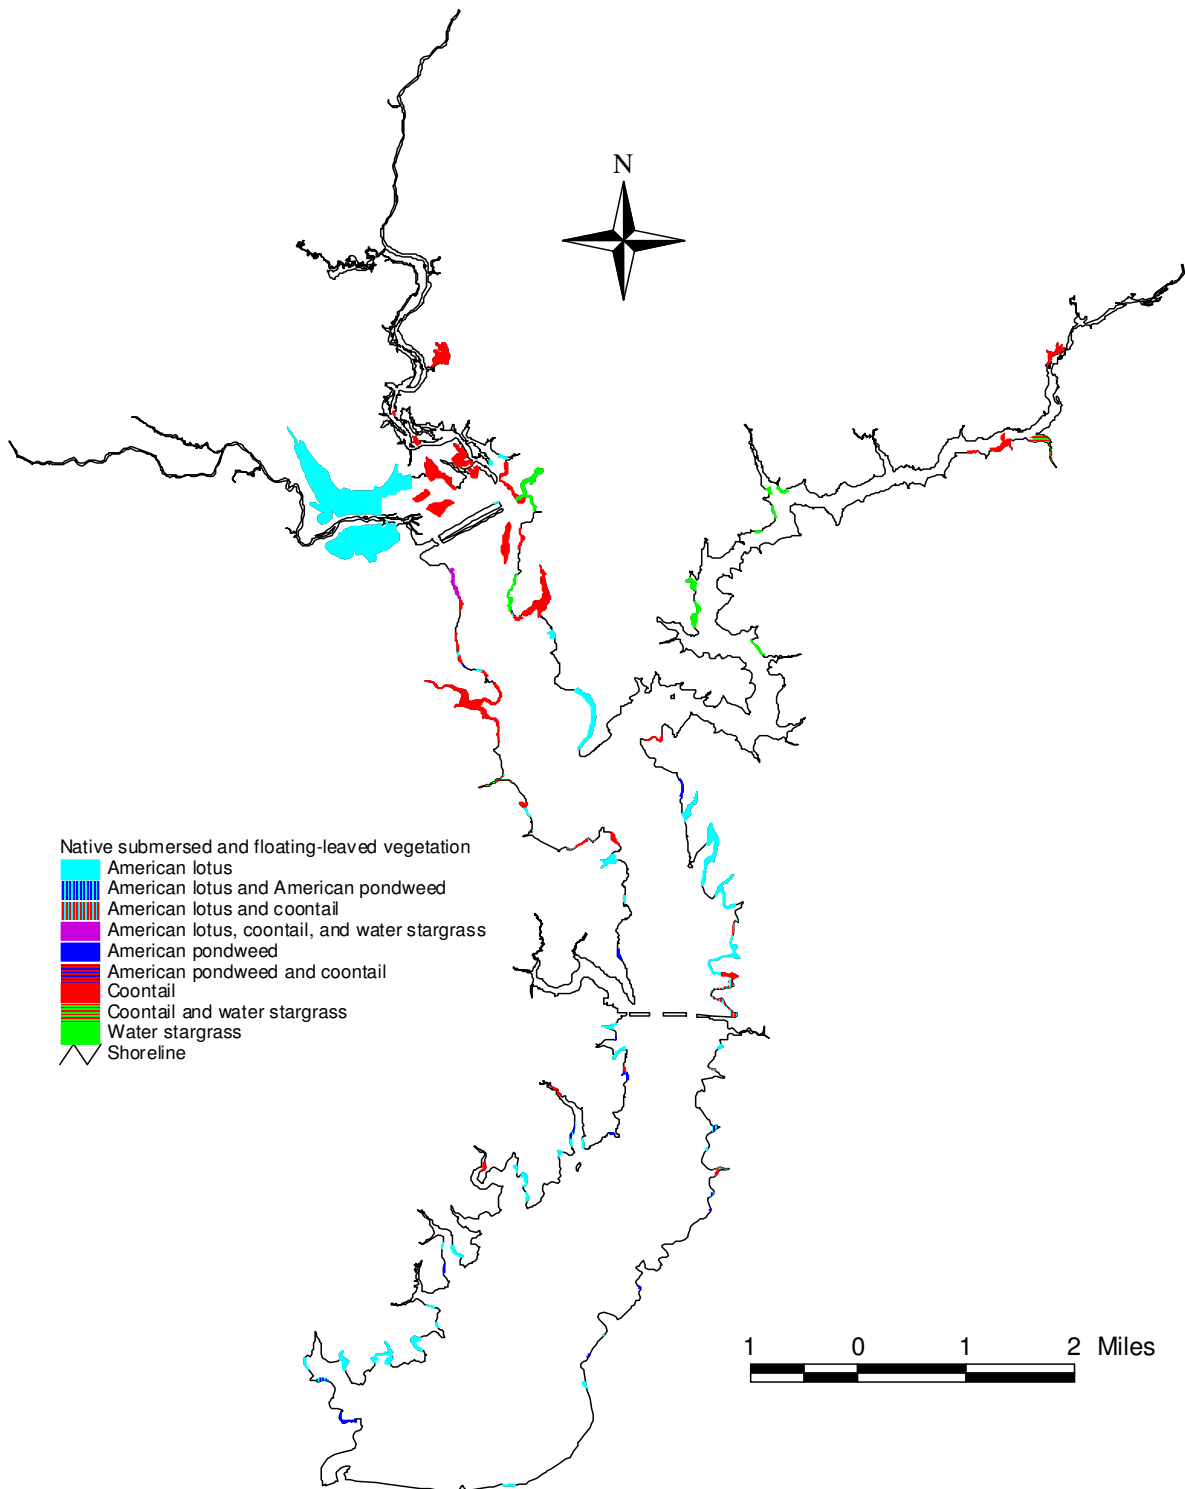 N
Native submersed and floating-leaved vegetation
American lotus
American lotus and American pondweed
American lotus and coontail
American lotus, coontail, and water stargrass
American pondweed
American pondweed and coontail
Coontail
Coontail and water stargrass
Water stargrass
Shoreline
1 0 1 2 Miles